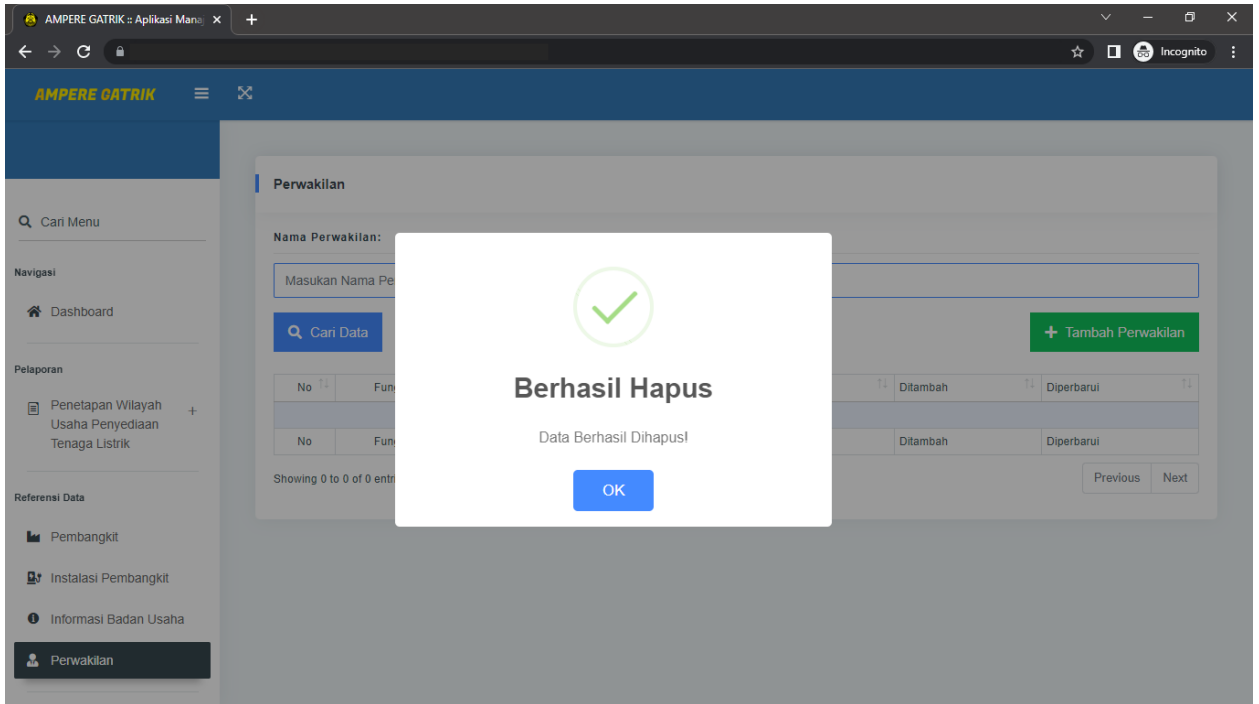 AMPERE GATRIK :: Aplikasi Mana
Incognito
AMPERE GATRIK
Cari Menu
Navigasi
Dashboard
Pelaporan
Penetapan Wilayah
Usaha Penyediaan
Tenaga Listrik
Referensi Data
Pembangkit
Instalasi Pembangkit
Informasi Badan Usaha
Perwakilan
Perwakilan
Nama Perwakilan:
Masukan Nama Pe
Cari Data
+ Tambah Perwakilan
No Fung Ditambah Diperbarui
No Fung Ditambah Diperbarui
Showing 0 to 0 of 0 entri
Previous Next
Berhasil Hapus
Data Berhasil Dihapus!
OK